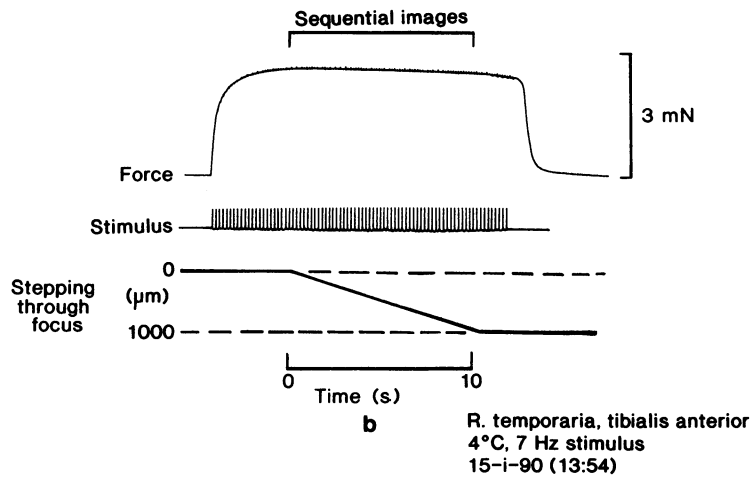 Sequential images
3 mN
Force
Stimulus
0
Stepping
through
focus
(µm)
1000
0
10
Time (s.)
b
R. temporaria, tibialis anterior
4°C, 7 Hz stimulus
15-i-90 (13:54)